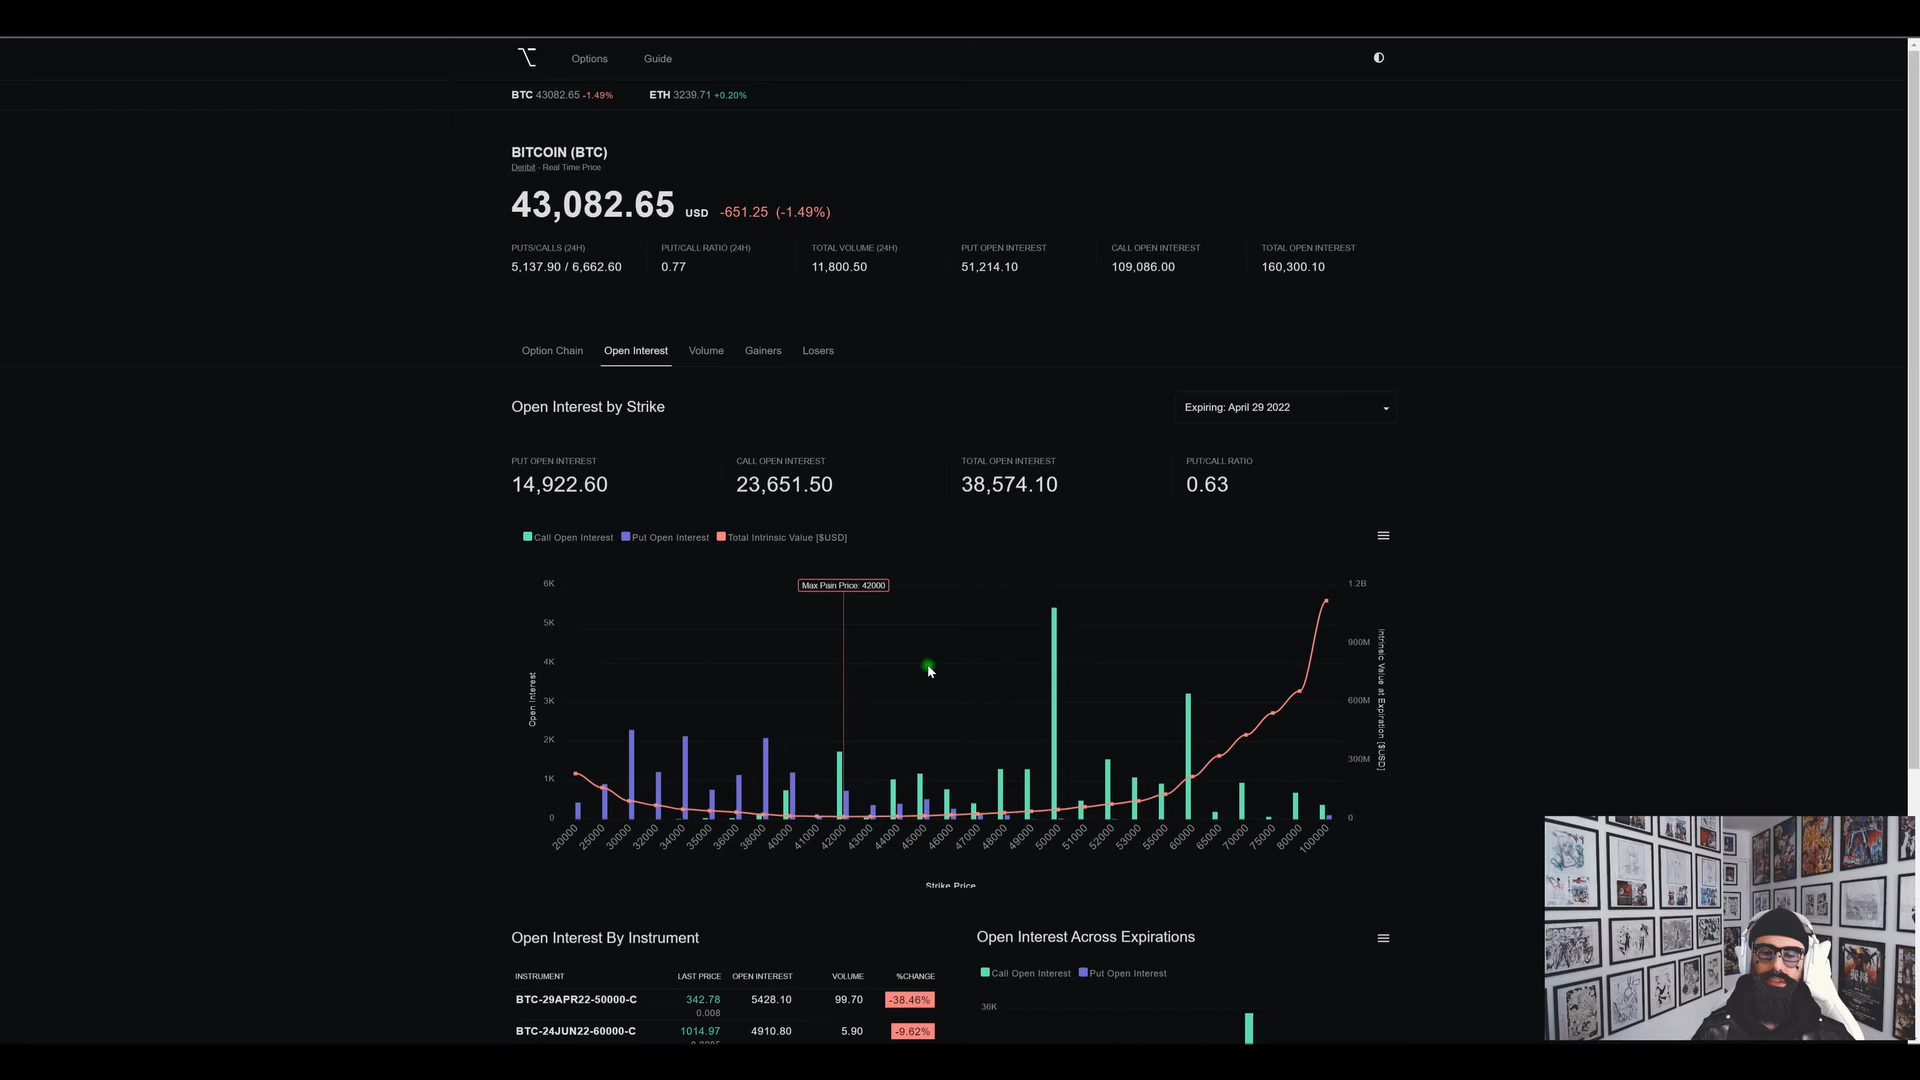 Options Guide
BTC 43082.65 -1.49% ETH 3239.71 +0.20%
BITCOIN (BTC)
Deribit - Real Time Price
43,082.65 USD -651.25 (-1.49%)
PUTS/CALLS (24H) PUT/CALL RATIO (24H) TOTAL VOLUME (24H) PUT OPEN INTEREST CALL OPEN INTEREST TOTAL OPEN INTEREST
5,137.90 / 6,662.60 0.77 11,800.50 51,214.10 109,086.00 160,300.10
Option Chain Open Interest Volume Gainers Losers
Open Interest by Strike Expiring: April 29 2022
PUT OPEN INTEREST CALL OPEN INTEREST TOTAL OPEN INTEREST PUT/CALL RATIO
14,922.60 23,651.50 38,574.10 0.63
Call Open Interest Put Open Interest Total Intrinsic Value [$USD]
Max Pain Price: 42000
6K 1.2B
5K
900M
4K
3K 600M
2K
300M
1K
0 0
Open Interest
Intrinsic Value at Expiration [$USD]
20000 25000 30000 32000 34000 35000 36000 38000 40000 41000 42000 43000 44000 45000 46000 47000 48000 49000 50000 51000 52000 53000 55000 60000 65000 70000 75000 80000 100000
Strike Price
Open Interest By Instrument Open Interest Across Expirations
INSTRUMENT LAST PRICE OPEN INTEREST VOLUME %CHANGE
Call Open Interest Put Open Interest
BTC-29APR22-50000-C 342.78 5428.10 99.70 -38.46%
0.008
36K
BTC-24JUN22-60000-C 1014.97 4910.80 5.90 -9.62%